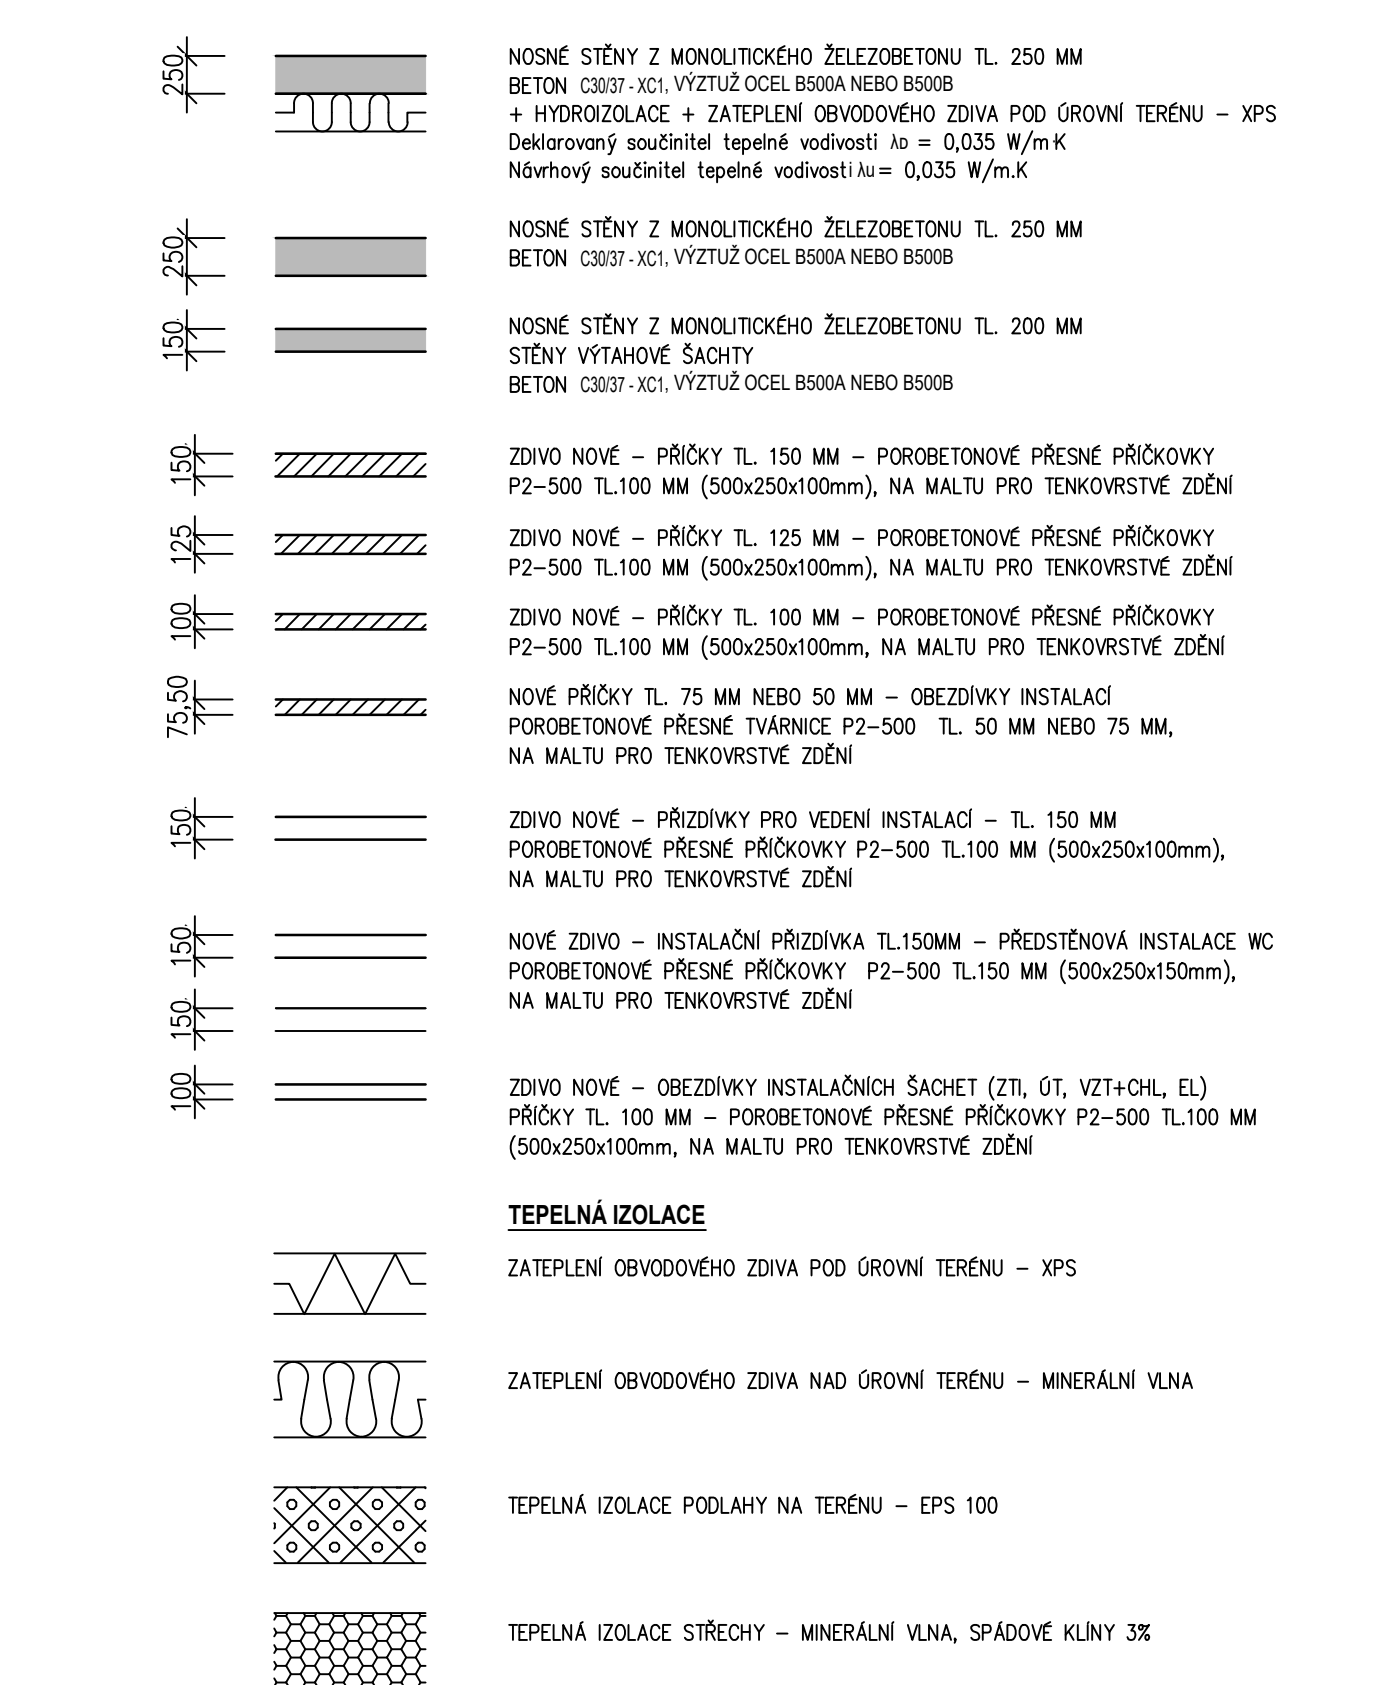 250
NOSNÉ STĚNY Z MONOLITICKÉHO ŽELEZOBETONU TL. 250 MM
BETON C30/37 - XC1, VÝZTUŽ OCEL B500A NEBO B500B
+ HYDROIZOLACE + ZATEPLENÍ OBVODOVÉHO ZDIVA POD ÚROVNÍ TERÉNU – XPS
Deklarovaný součinitel tepelné vodivosti λD = 0,035 W/m·K
Návrhový součinitel tepelné vodivosti λu = 0,035 W/m.K
250
NOSNÉ STĚNY Z MONOLITICKÉHO ŽELEZOBETONU TL. 250 MM
BETON C30/37 - XC1, VÝZTUŽ OCEL B500A NEBO B500B
150
NOSNÉ STĚNY Z MONOLITICKÉHO ŽELEZOBETONU TL. 200 MM
STĚNY VÝTAHOVÉ ŠACHTY
BETON C30/37 - XC1, VÝZTUŽ OCEL B500A NEBO B500B
150
ZDIVO NOVÉ – PŘÍČKY TL. 150 MM – POROBETONOVÉ PŘESNÉ PŘÍČKOVKY
P2–500 TL.100 MM (500x250x100mm), NA MALTU PRO TENKOVRSTVÉ ZDĚNÍ
125
ZDIVO NOVÉ – PŘÍČKY TL. 125 MM – POROBETONOVÉ PŘESNÉ PŘÍČKOVKY
P2–500 TL.100 MM (500x250x100mm), NA MALTU PRO TENKOVRSTVÉ ZDĚNÍ
100
ZDIVO NOVÉ – PŘÍČKY TL. 100 MM – POROBETONOVÉ PŘESNÉ PŘÍČKOVKY
P2–500 TL.100 MM (500x250x100mm, NA MALTU PRO TENKOVRSTVÉ ZDĚNÍ
75,50
NOVÉ PŘÍČKY TL. 75 MM NEBO 50 MM – OBEZDÍVKY INSTALACÍ
POROBETONOVÉ PŘESNÉ TVÁRNICE P2–500 TL. 50 MM NEBO 75 MM,
NA MALTU PRO TENKOVRSTVÉ ZDĚNÍ
150
ZDIVO NOVÉ – PŘIZDÍVKY PRO VEDENÍ INSTALACÍ – TL. 150 MM
POROBETONOVÉ PŘESNÉ PŘÍČKOVKY P2–500 TL.100 MM (500x250x100mm),
NA MALTU PRO TENKOVRSTVÉ ZDĚNÍ
150
NOVÉ ZDIVO – INSTALAČNÍ PŘIZDÍVKA TL.150MM – PŘEDSTĚNOVÁ INSTALACE WC
POROBETONOVÉ PŘESNÉ PŘÍČKOVKY P2–500 TL.150 MM (500x250x150mm),
NA MALTU PRO TENKOVRSTVÉ ZDĚNÍ
150
100
ZDIVO NOVÉ – OBEZDÍVKY INSTALAČNÍCH ŠACHET (ZTI, ÚT, VZT+CHL, EL)
PŘÍČKY TL. 100 MM – POROBETONOVÉ PŘESNÉ PŘÍČKOVKY P2–500 TL.100 MM
(500x250x100mm, NA MALTU PRO TENKOVRSTVÉ ZDĚNÍ
TEPELNÁ IZOLACE
ZATEPLENÍ OBVODOVÉHO ZDIVA POD ÚROVNÍ TERÉNU – XPS
ZATEPLENÍ OBVODOVÉHO ZDIVA NAD ÚROVNÍ TERÉNU – MINERÁLNÍ VLNA
TEPELNÁ IZOLACE PODLAHY NA TERÉNU – EPS 100
TEPELNÁ IZOLACE STŘECHY – MINERÁLNÍ VLNA, SPÁDOVÉ KLÍNY 3%